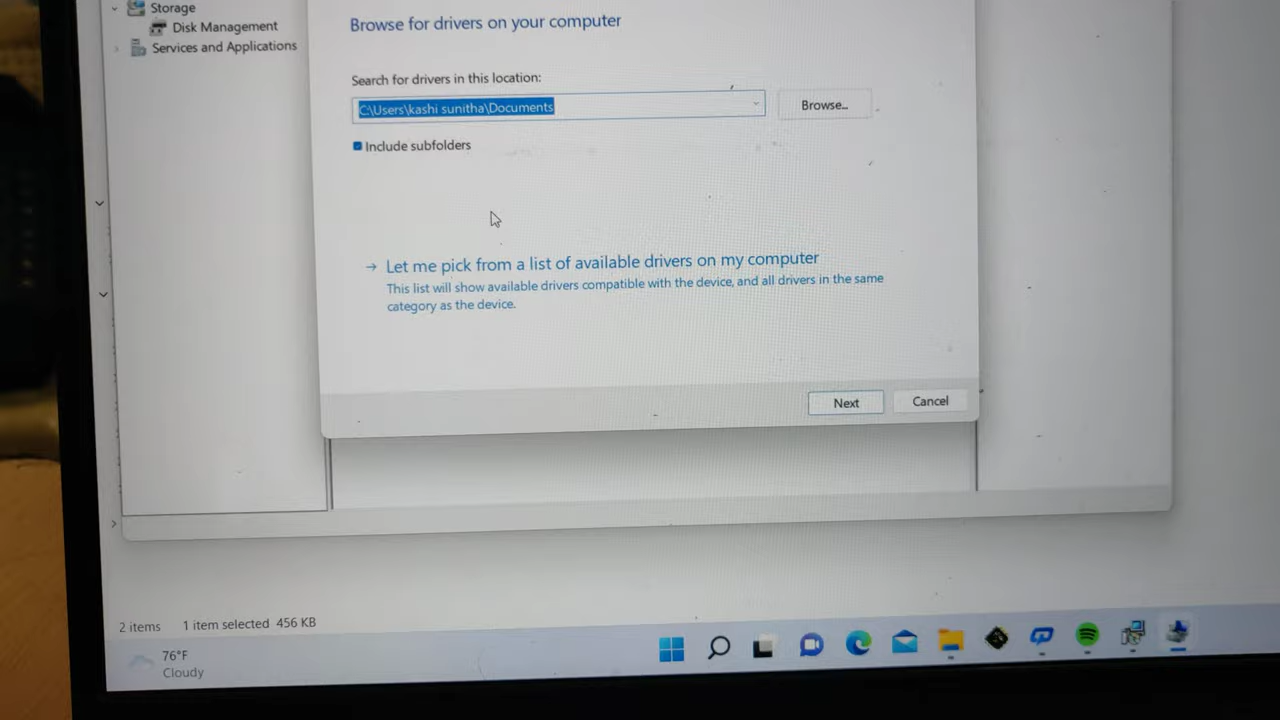 Storage
Disk Management
Services and Applications
Browse for drivers on your computer
Search for drivers in this location:
C:\Users\kashi sunitha\Documents
Browse...
Include subfolders
→ Let me pick from a list of available drivers on my computer
This list will show available drivers compatible with the device, and all drivers in the same
category as the device.
Next
Cancel
2 items 1 item selected 456 KB
76°F
Cloudy